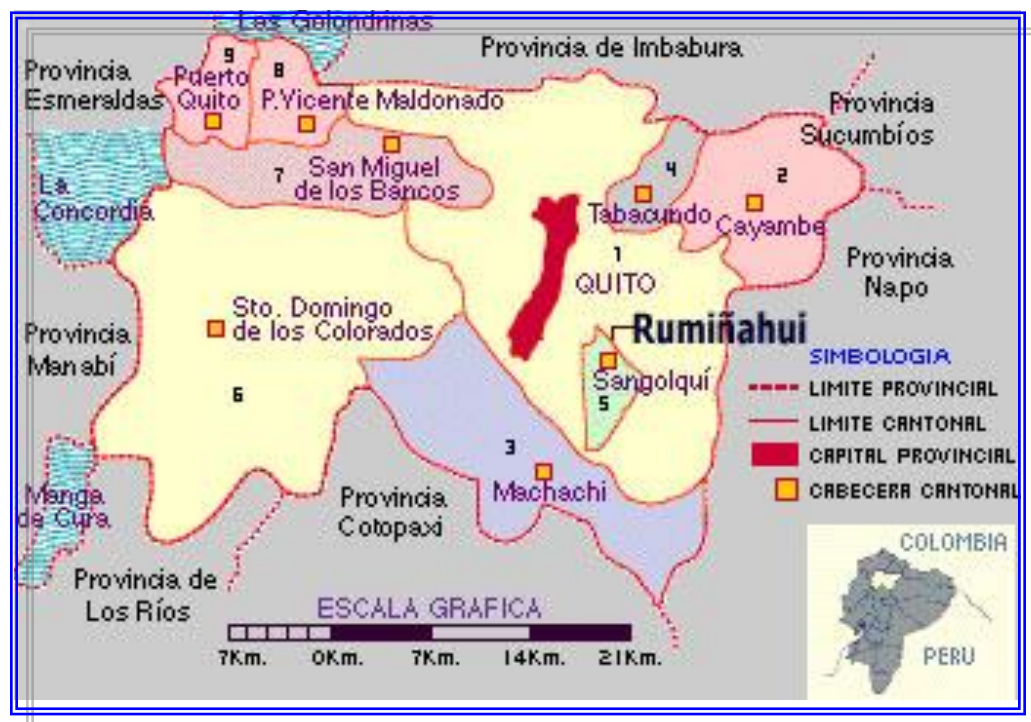 Las Golondrinas
Provincia de Imbabura
Provincia
Esmeraldas
9
Puerto
Quito
8
P.Vicente Maldonado
Provincia
Sucumbíos
La
Concordia
7
San Miguel
de los Bancos
4
Tabacundo
2
Cayambe
1
QUITO
Provincia
Napo
Provincia
Manabí
Sto. Domingo
de los Colorados
6
Rumiñahui
Sangolquí
5
3
Machachi
SIMBOLOGIA
LIMITE PROVINCIAL
LIMITE CANTONAL
CAPITAL PROVINCIAL
CABECERA CANTONAL
Manga
de Cura
Provincia
Cotopaxi
Provincia de
Los Ríos
ESCALA GRAFICA
7Km. 0Km. 7Km. 14Km. 21Km.
COLOMBIA
PERU